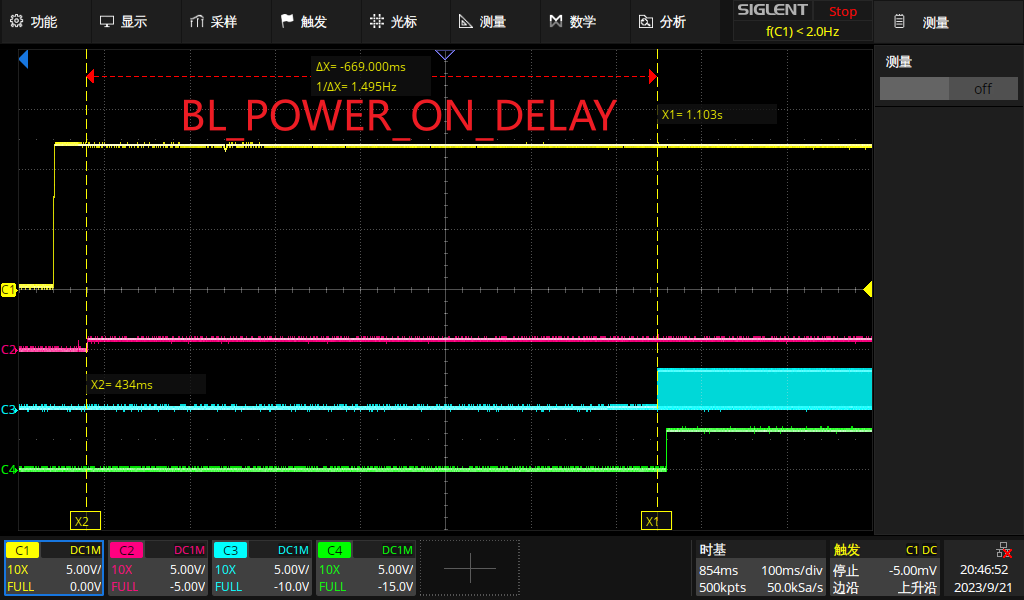 功能
显示
采样
触发
光标
测量
数学
分析
SIGLENT
Stop
f(C1) < 2.0Hz
测量
测量
off
ΔX= -669.000ms
1/ΔX= 1.495Hz
BL_POWER_ON_DELAY
X1= 1.103s
C1
C2
X2= 434ms
C3
C4
X2
X1
C1 DC1M
10X 5.00V/
FULL 0.00V
C2 DC1M
10X 5.00V/
FULL -5.00V
C3 DC1M
10X 5.00V/
FULL -10.0V
C4 DC1M
10X 5.00V/
FULL -15.0V
时基
854ms 100ms/div
500kpts 50.0kSa/s
触发 C1 DC
停止 -5.00mV
边沿 上升沿
20:46:52
2023/9/21